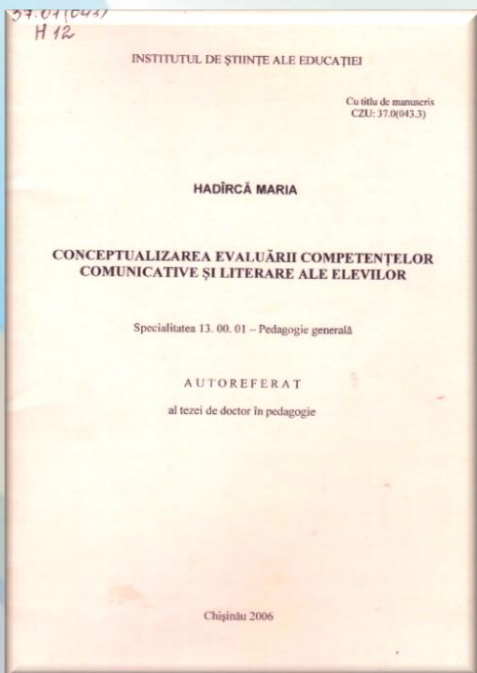 37.01(043)
H 12
INSTITUTUL DE ŞTIINŢE ALE EDUCAŢIEI
Cu titlu de manuscris
CZU: 37.0(043.3)
HADÎRCĂ MARIA
CONCEPTUALIZAREA EVALUĂRII COMPETENŢELOR
COMUNICATIVE ŞI LITERARE ALE ELEVILOR
Specialitatea 13. 00. 01 – Pedagogie generală
AUTOREFERAT
al tezei de doctor în pedagogie
Chişinău 2006